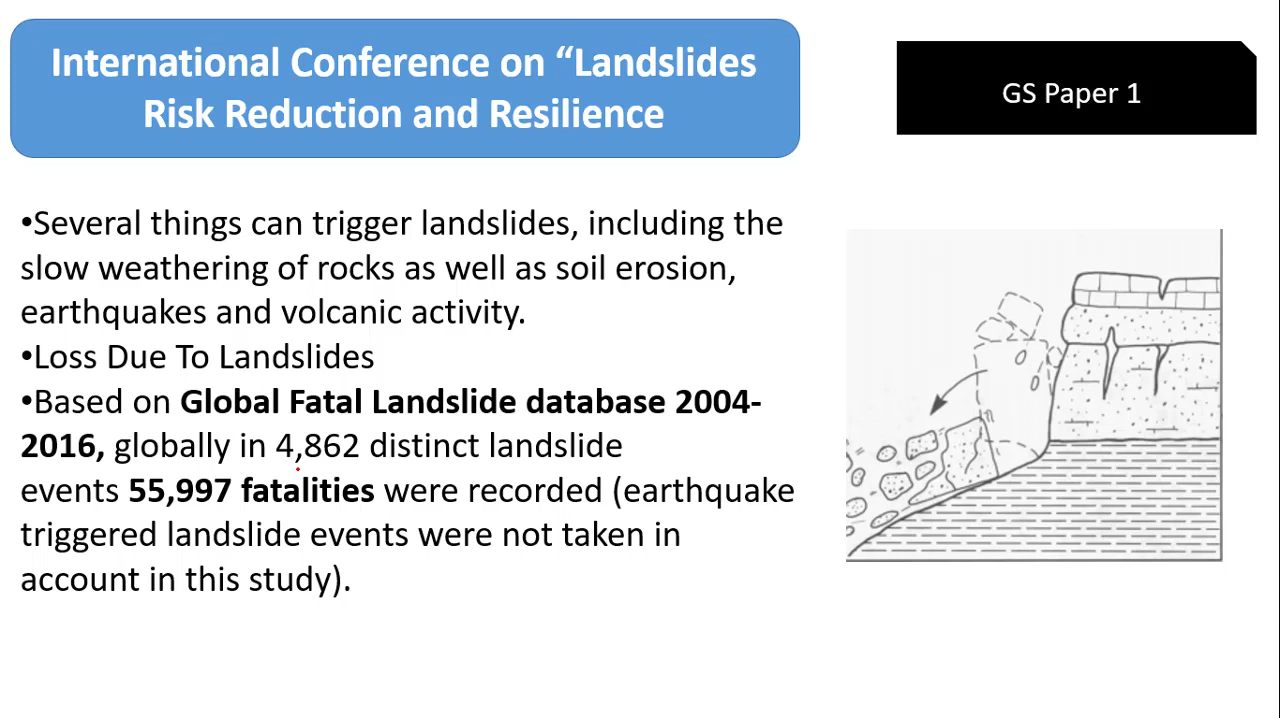 International Conference on “Landslides
Risk Reduction and Resilience
GS Paper 1
•Several things can trigger landslides, including the
slow weathering of rocks as well as soil erosion,
earthquakes and volcanic activity.
•Loss Due To Landslides
•Based on Global Fatal Landslide database 2004-
2016, globally in 4,862 distinct landslide
events 55,997 fatalities were recorded (earthquake
triggered landslide events were not taken in
account in this study).